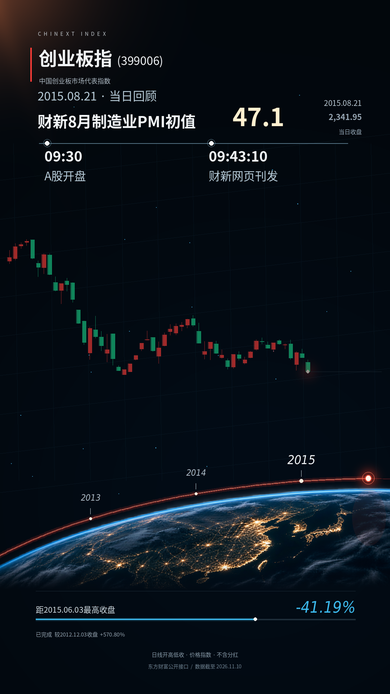 CHINEXT INDEX
创业板指 (399006)
中国创业板市场代表指数
2015.08.21 · 当日回顾
财新8月制造业PMI初值
47.1
2015.08.21
2,341.95
当日收盘
09:30
09:43:10
A股开盘
财新网页刊发
2015
2014
2013
距2015.06.03最高收盘
-41.19%
已完成 较2012.12.03收盘 +570.80%
日线开高低收 · 价格指数 · 不含分红
东方财富公开接口 / 数据截至 2026.11.10